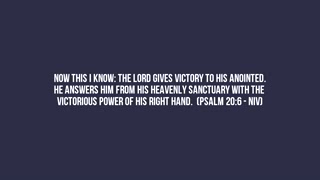 NOW THIS I KNOW: THE LORD GIVES VICTORY TO HIS ANOINTED.
HE ANSWERS HIM FROM HIS HEAVENLY SANCTUARY WITH THE
VICTORIOUS POWER OF HIS RIGHT HAND. (PSALM 20:6 - NIV)